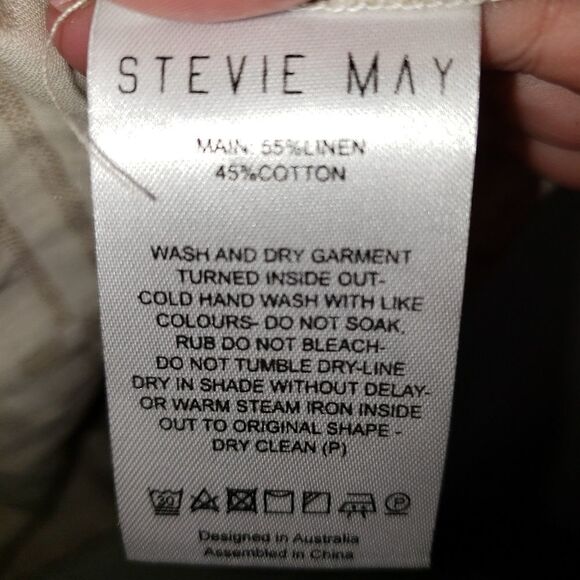 STEVIE MAY
MAIN: 55%LINEN
45%COTTON
WASH AND DRY GARMENT
TURNED INSIDE OUT-
COLD HAND WASH WITH LIKE
COLOURS- DO NOT SOAK,
RUB DO NOT BLEACH-
DO NOT TUMBLE DRY-LINE
DRY IN SHADE WITHOUT DELAY-
OR WARM STEAM IRON INSIDE
OUT TO ORIGINAL SHAPE -
DRY CLEAN (P)
30 P
Designed in Australia
Assembled in China